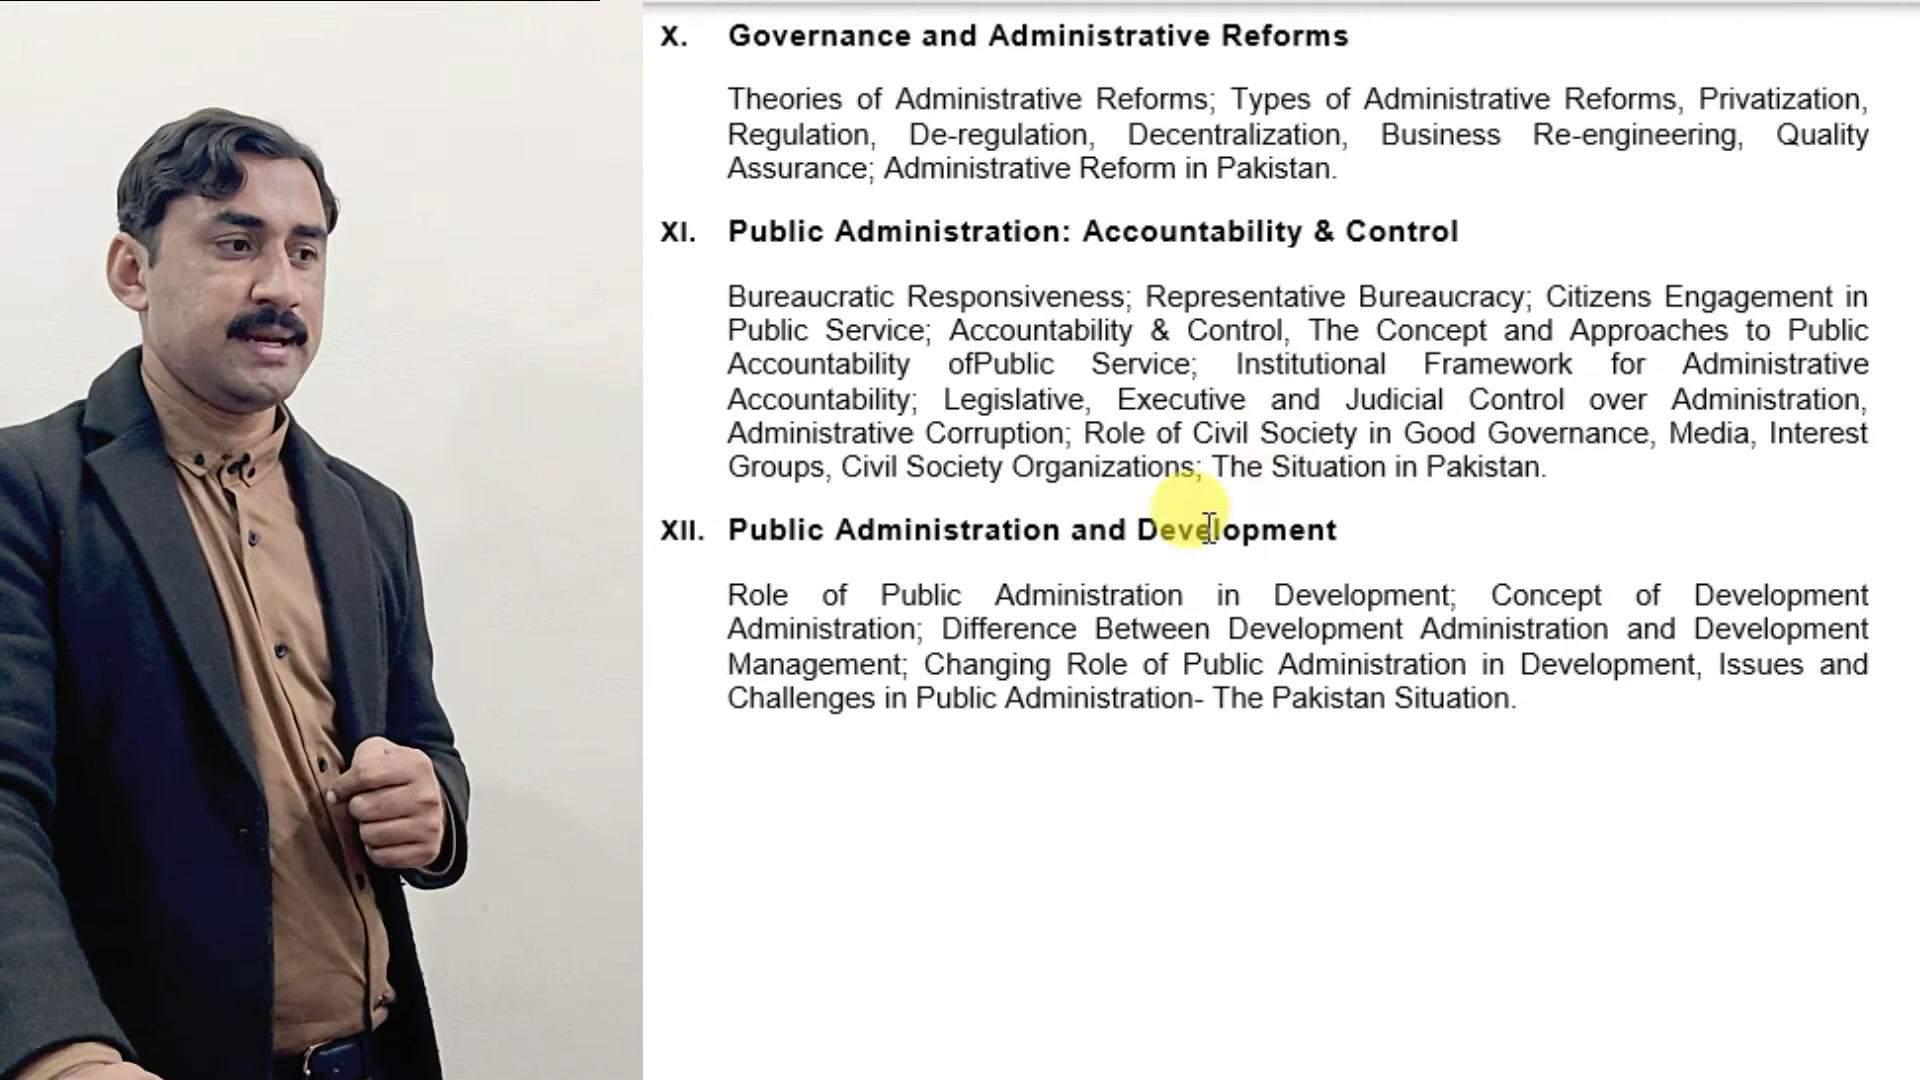 X. Governance and Administrative Reforms
Theories of Administrative Reforms; Types of Administrative Reforms, Privatization,
Regulation, De-regulation, Decentralization, Business Re-engineering, Quality
Assurance; Administrative Reform in Pakistan.
XI. Public Administration: Accountability & Control
Bureaucratic Responsiveness; Representative Bureaucracy; Citizens Engagement in
Public Service; Accountability & Control, The Concept and Approaches to Public
Accountability ofPublic Service; Institutional Framework for Administrative
Accountability; Legislative, Executive and Judicial Control over Administration,
Administrative Corruption; Role of Civil Society in Good Governance, Media, Interest
Groups, Civil Society Organizations; The Situation in Pakistan.
XII. Public Administration and Development
Role of Public Administration in Development; Concept of Development
Administration; Difference Between Development Administration and Development
Management; Changing Role of Public Administration in Development, Issues and
Challenges in Public Administration- The Pakistan Situation.